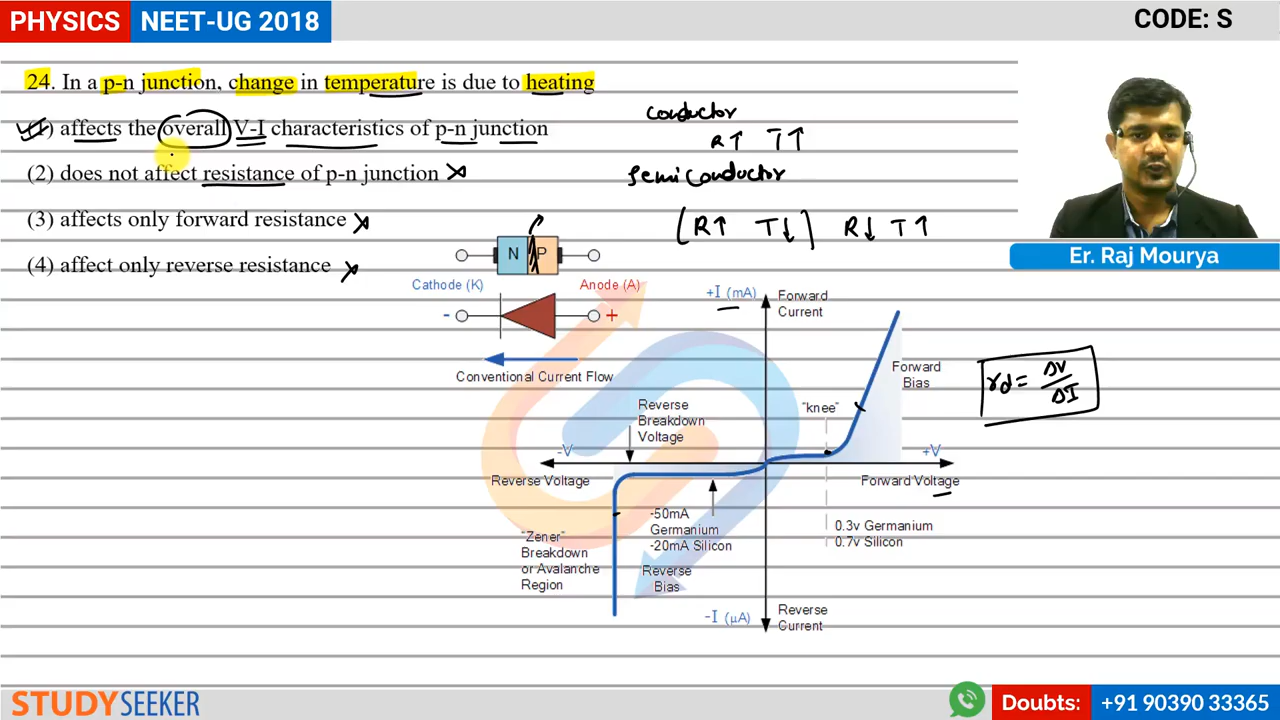 PHYSICS NEET-UG 2018
CODE: S
24. In a p-n junction, change in temperature is due to heating
(1) affects the overall V-I characteristics of p-n junction
(2) does not affect resistance of p-n junction
(3) affects only forward resistance
(4) affect only reverse resistance
conductor
R↑ T↑
semiconductor
(R↑ T↓) R↓ T↑
Er. Raj Mourya
N P
Cathode (K) Anode (A)
- +
Conventional Current Flow
+I (mA) Forward
Current
Forward
Bias
"knee"
Reverse
Breakdown
Voltage
-V +V
Reverse Voltage Forward Voltage
-50mA
Germanium
-20mA Silicon
0.3v Germanium
0.7v Silicon
"Zener"
Breakdown
or Avalanche
Region
Reverse
Bias
-I (μA) Reverse
Current
rd = ΔV/ΔI
STUDYSEEKER
Doubts: +91 90390 33365